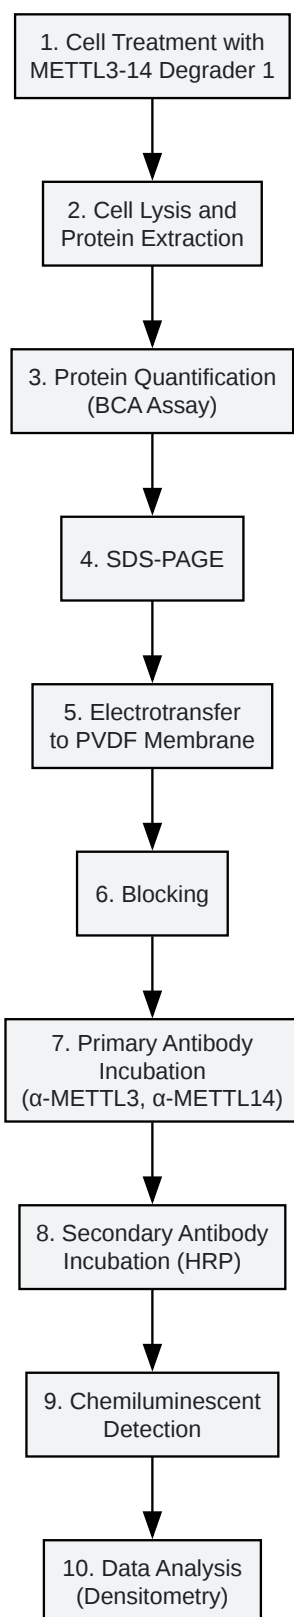 1. Cell Treatment with
METTL3-14 Degrader 1
2. Cell Lysis and
Protein Extraction
3. Protein Quantification
(BCA Assay)
4. SDS-PAGE
5. Electrotransfer
to PVDF Membrane
6. Blocking
7. Primary Antibody
Incubation
(α-METTL3, α-METTL14)
8. Secondary Antibody
Incubation (HRP)
9. Chemiluminescent
Detection
10. Data Analysis
(Densitometry)